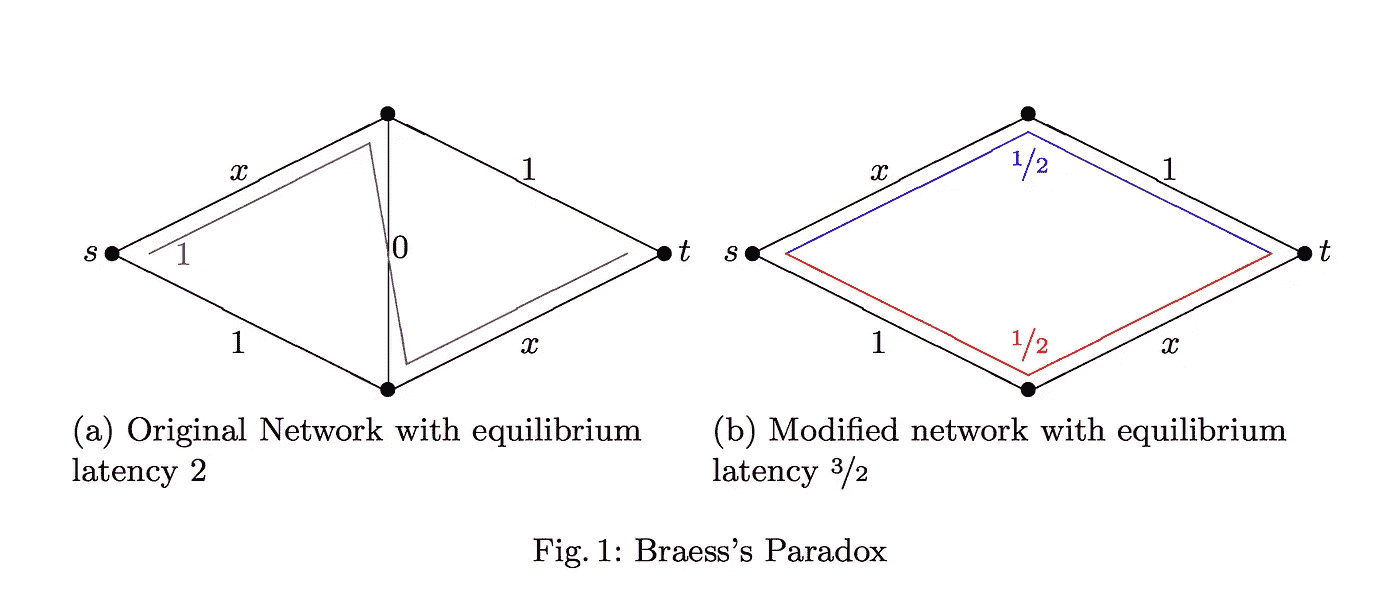 x
1
s
1
0
t
1
x
(a) Original Network with equilibrium
latency 2
x
1/2
1
s
t
1
1/2
x
(b) Modified network with equilibrium
latency 3/2
Fig. 1: Braess's Paradox